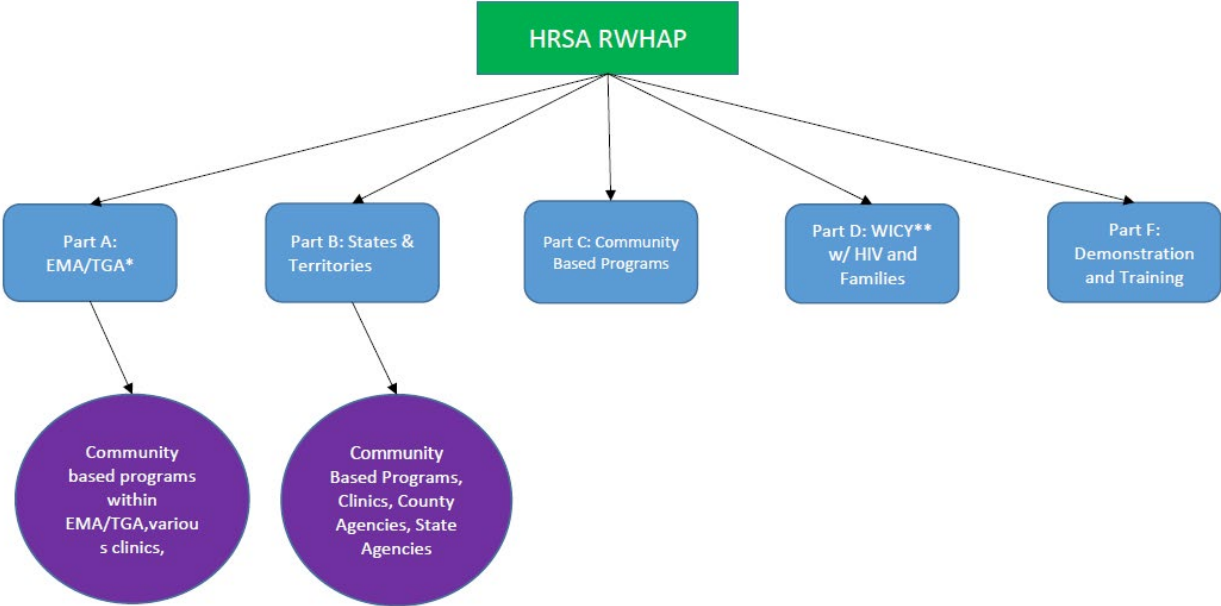 HRSA RWHAP
Part A:
EMA/TGA*
Part B: States &
Territories
Part C: Community
Based Programs
Part D: WICY**
w/ HIV and
Families
Part F:
Demonstration
and Training
Community
based programs
within
EMA/TGA,variou
s clinics,
Community
Based Programs,
Clinics, County
Agencies, State
Agencies